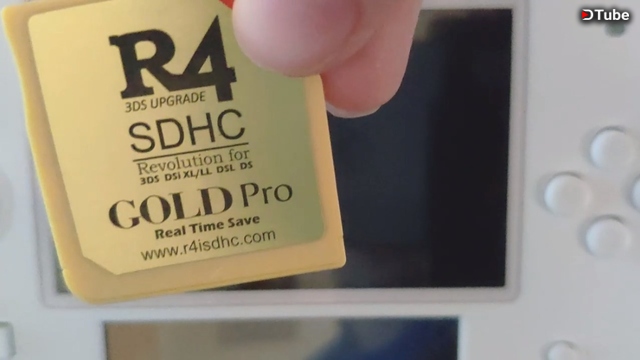 DTube
R4
3DS UPGRADE
SDHC
Revolution for
3DS DSi XL/LL DSL DS
GOLD Pro
Real Time Save
www.r4isdhc.com